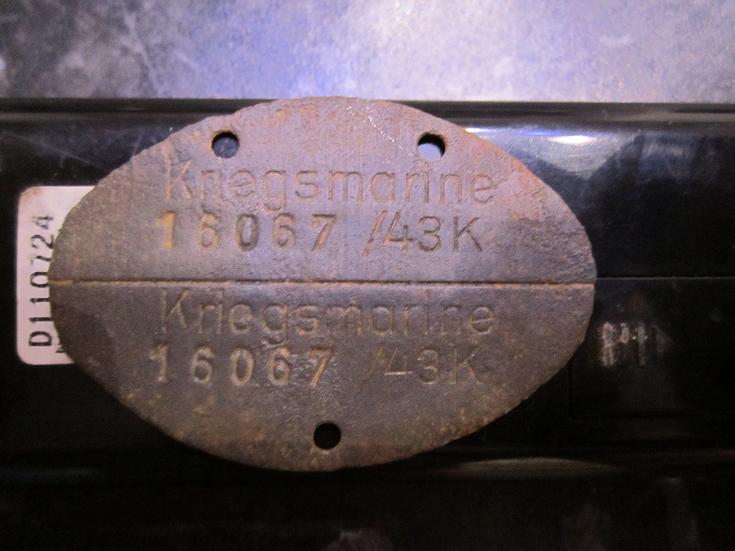 Kriegsmarine
16067 /43K
Kriegsmarine
16067 /43K
D110724